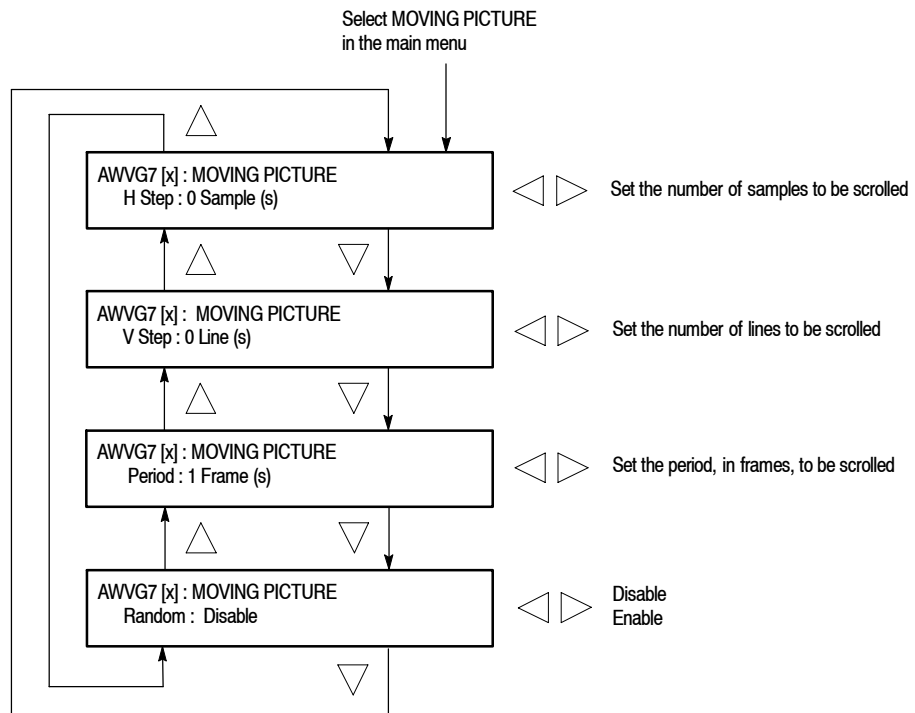 Select MOVING PICTURE
in the main menu
AWVG7 [x] : MOVING PICTURE
H Step : 0 Sample (s)
Set the number of samples to be scrolled
AWVG7 [x] : MOVING PICTURE
V Step : 0 Line (s)
Set the number of lines to be scrolled
AWVG7 [x] : MOVING PICTURE
Period : 1 Frame (s)
Set the period, in frames, to be scrolled
AWVG7 [x] : MOVING PICTURE
Random : Disable
Disable
Enable